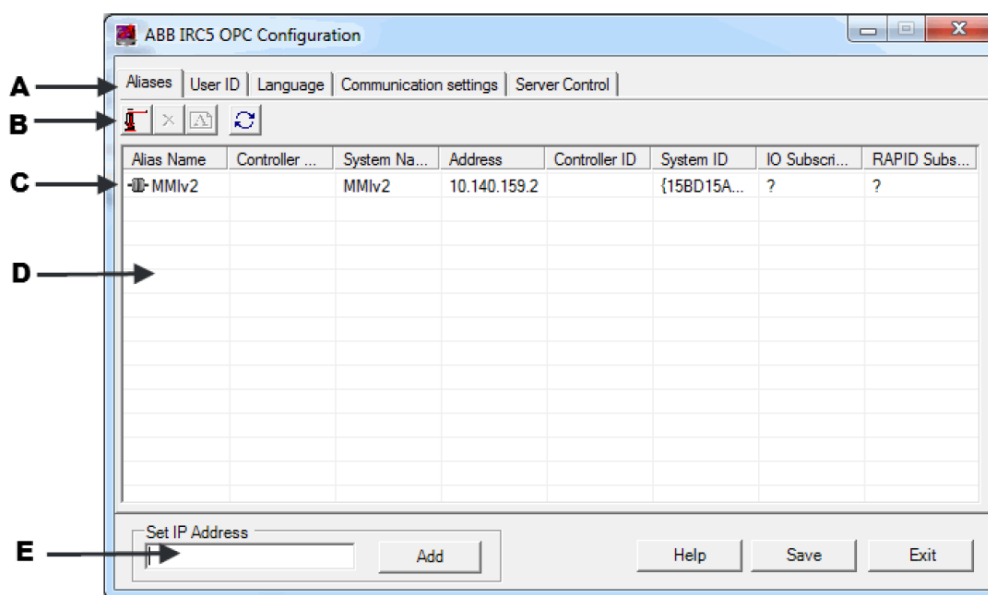 ABB IRC5 OPC Configuration
A
Aliases User ID Language Communication settings Server Control
B
Alias Name Controller ... System Na... Address Controller ID System ID IO Subscri... RAPID Subs...
C
MMIv2 MMIv2 10.140.159.2 {15BD15A... ? ?
D
Set IP Address
E
Add Help Save Exit